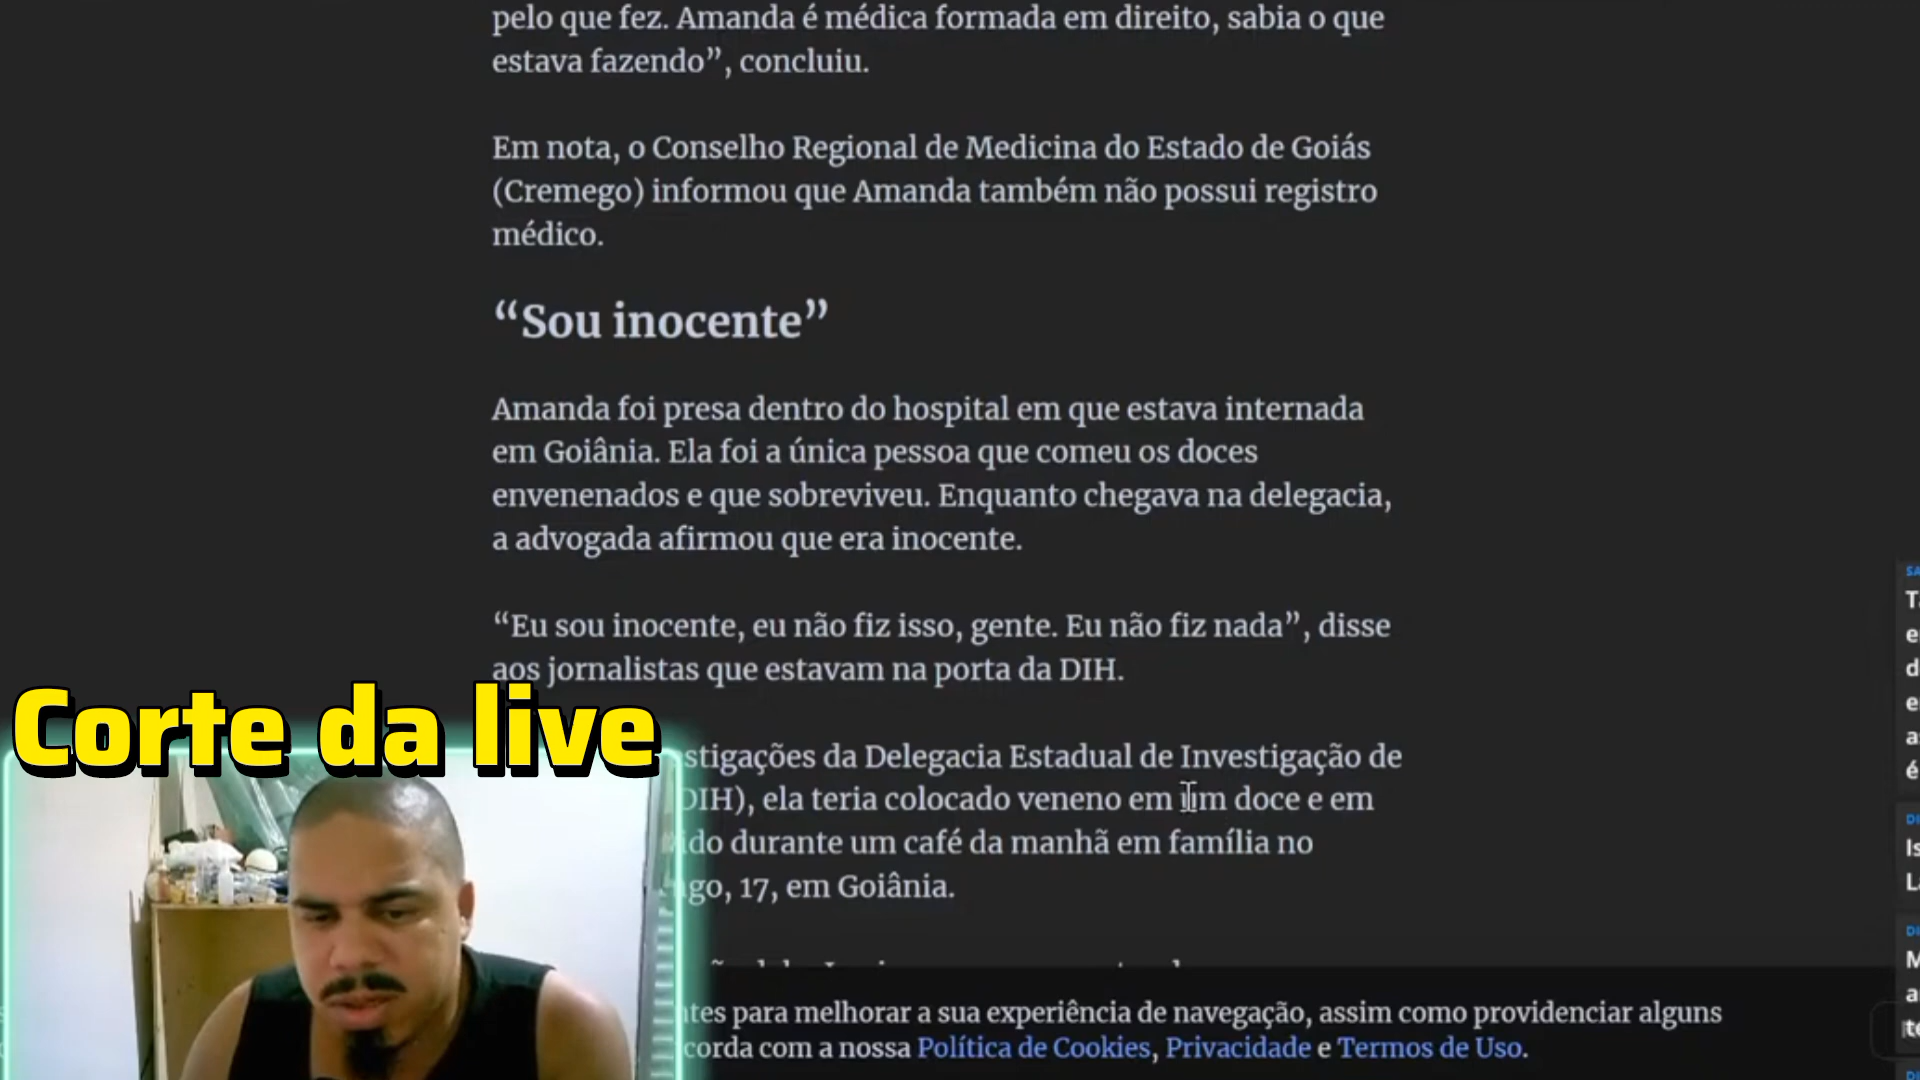 pelo que fez. Amanda é médica formada em direito, sabia o que
estava fazendo”, concluiu.
Em nota, o Conselho Regional de Medicina do Estado de Goiás
(Cremego) informou que Amanda também não possui registro
médico.
“Sou inocente”
Amanda foi presa dentro do hospital em que estava internada
em Goiânia. Ela foi a única pessoa que comeu os doces
envenenados e que sobreviveu. Enquanto chegava na delegacia,
a advogada afirmou que era inocente.
“Eu sou inocente, eu não fiz isso, gente. Eu não fiz nada”, disse
aos jornalistas que estavam na porta da DIH.
Corte da live
stigações da Delegacia Estadual de Investigação de
DIH), ela teria colocado veneno em um doce e em
ido durante um café da manhã em família no
go, 17, em Goiânia.
tes para melhorar a sua experiência de navegação, assim como providenciar alguns
corda com a nossa Política de Cookies, Privacidade e Termos de Uso.